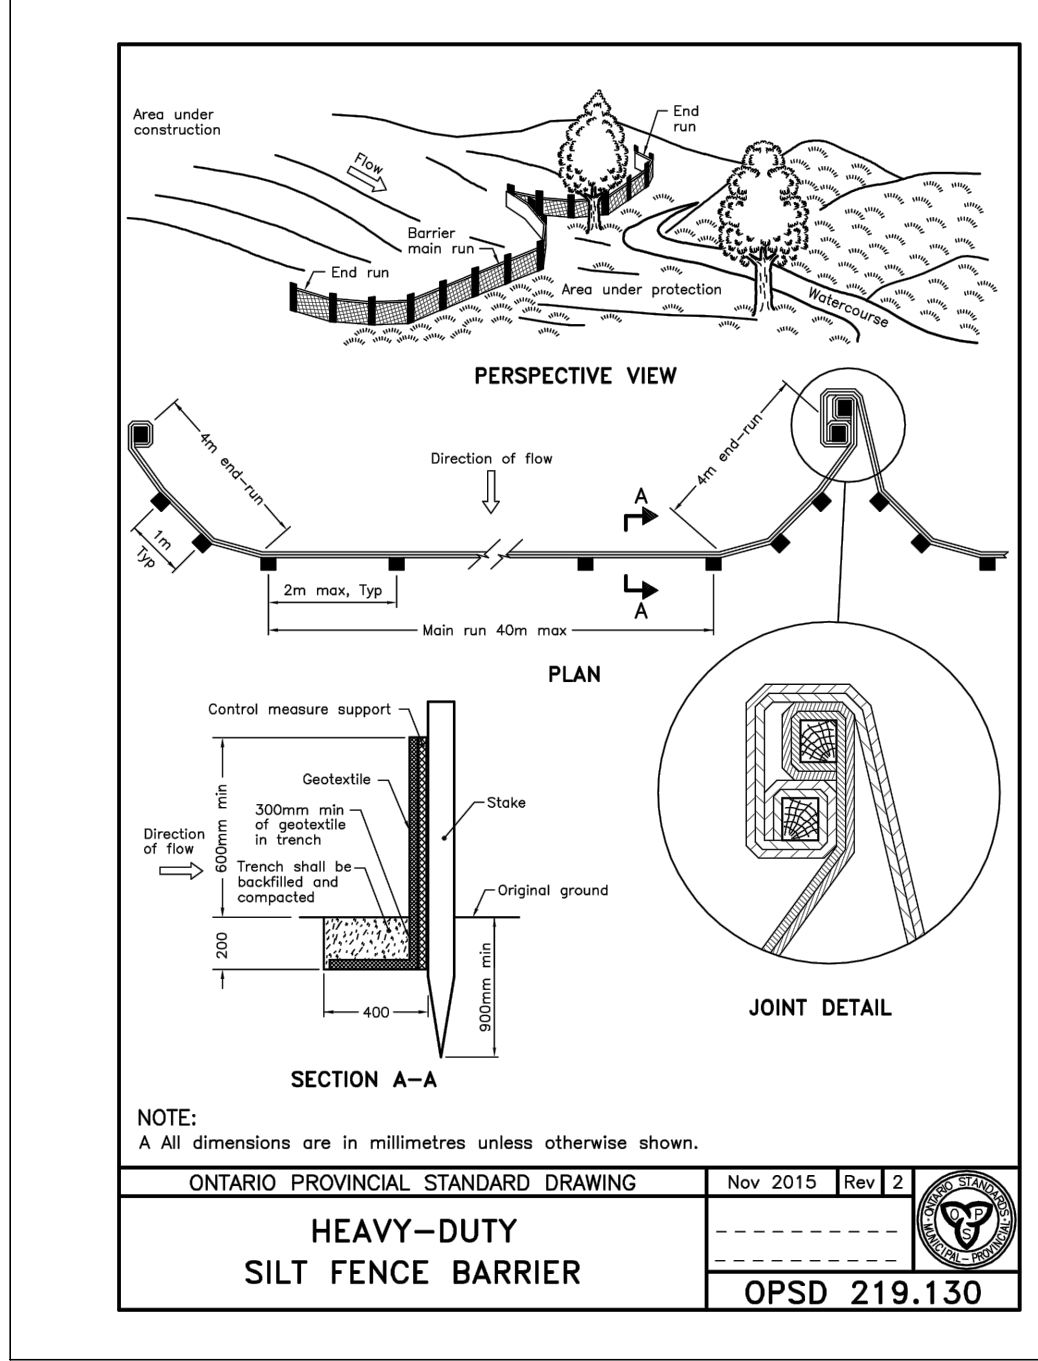 Area under
construction
End
run
Flow
Barrier
main run
End run
Area under protection
Watercourse
PERSPECTIVE VIEW
4m end-run
Direction of flow
4m end-run
A
1m
Typ
2m max, Typ
A
Main run 40m max
PLAN
Control measure support
Geotextile
600mm min
300mm min
of geotextile
in trench
Stake
Direction
of flow
Trench shall be
backfilled and
compacted
Original ground
200
400
900mm min
JOINT DETAIL
SECTION A-A
NOTE:
A All dimensions are in millimetres unless otherwise shown.
ONTARIO PROVINCIAL STANDARD DRAWING
Nov 2015
Rev
2
HEAVY-DUTY
SILT FENCE BARRIER
ONTARIO STANDARDS
OPS
MUNICIPAL-PROVINCIAL
OPSD 219.130